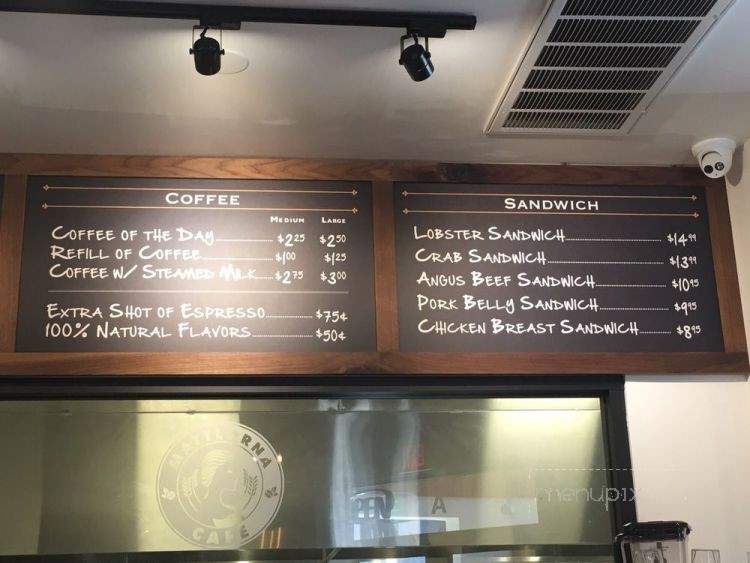 COFFEE
MEDIUM LARGE
COFFEE OF THE DAY $2.25 $2.50
REFILL OF COFFEE $1.00 $1.25
COFFEE W/ STEAMED MILK $2.75 $3.00
EXTRA SHOT OF ESPRESSO $75¢
100% NATURAL FLAVORS $50¢
SANDWICH
LOBSTER SANDWICH $14.99
CRAB SANDWICH $13.99
ANGUS BEEF SANDWICH $10.95
PORK BELLY SANDWICH $9.95
CHICKEN BREAST SANDWICH $8.95
CAFE
menupix